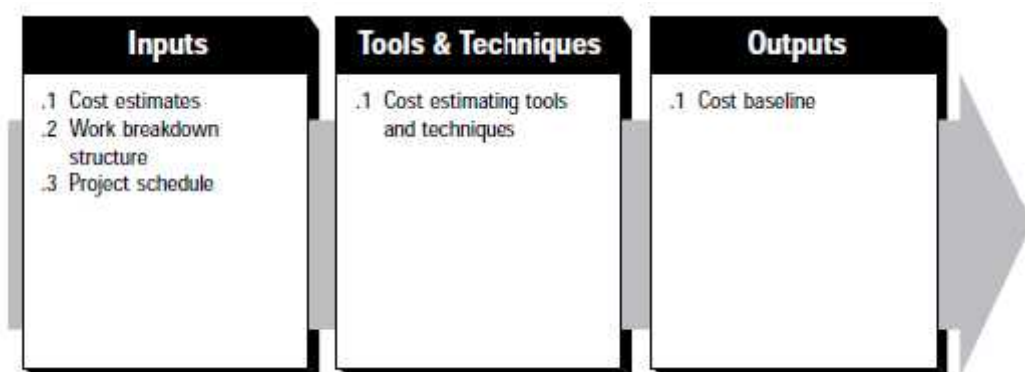 Inputs
.1 Cost estimates
.2 Work breakdown
structure
.3 Project schedule
Tools & Techniques
.1 Cost estimating tools
and techniques
Outputs
.1 Cost baseline